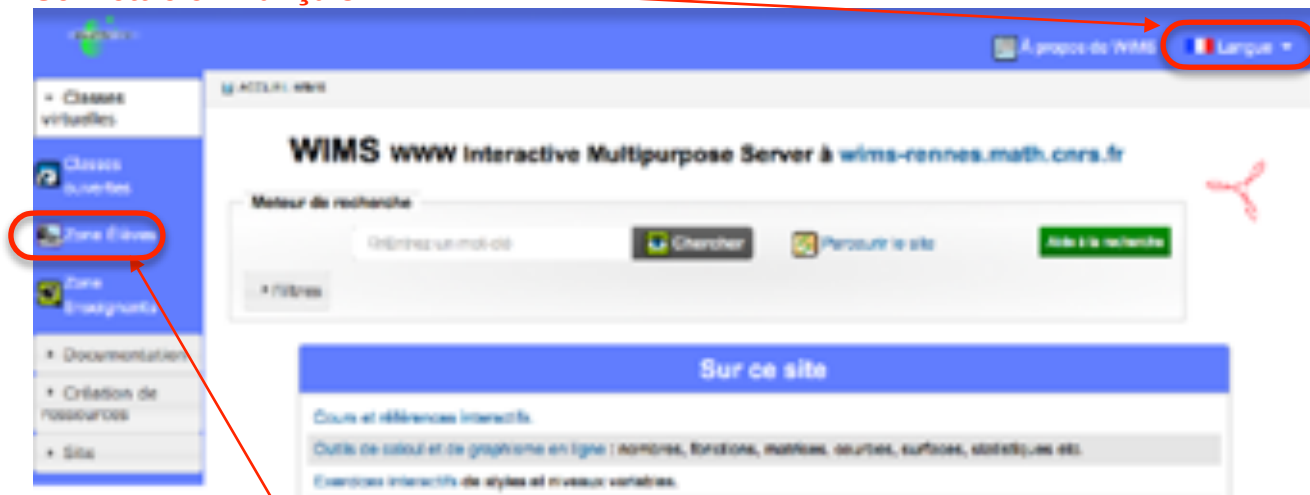 À propos de WIMS
Langue
Classes
virtuelles
ACCUEIL WIMS
WIMS WWW Interactive Multipurpose Server à wims-rennes.math.cnrs.fr
Classes
ouvertes
Moteur de recherche
Zone Élèves
Chercher
Parcourir le site
Aide à la recherche
Zone
Enseignants
Filtres
Documentation
Sur ce site
Création de
ressources
Cours et références interactifs.
Outils de calcul et de graphisme en ligne : nombres, fonctions, matrices, courbes, surfaces, statistiques etc.
Site
Exercices interactifs de styles et niveaux variables.